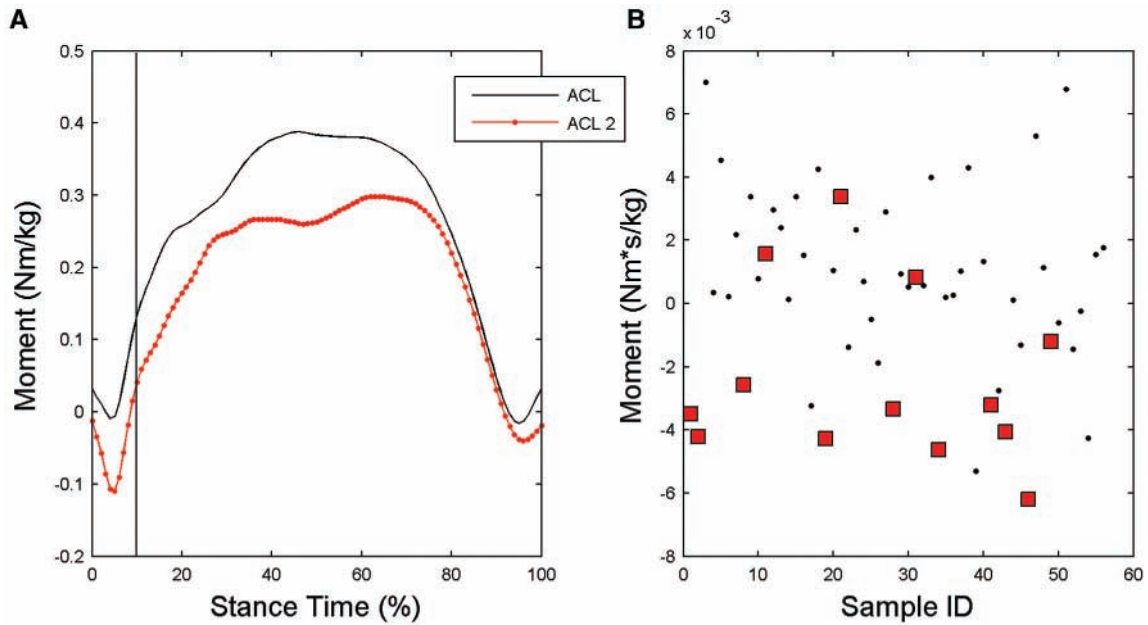 A
Moment (Nm/kg)
0.5
0.4
0.3
0.2
0.1
0
-0.1
-0.2
0 20 40 60 80 100
Stance Time (%)
ACL
ACL 2
B
x 10^-3
Moment (Nm*s/kg)
8
6
4
2
0
-2
-4
-6
-8
0 10 20 30 40 50 60
Sample ID